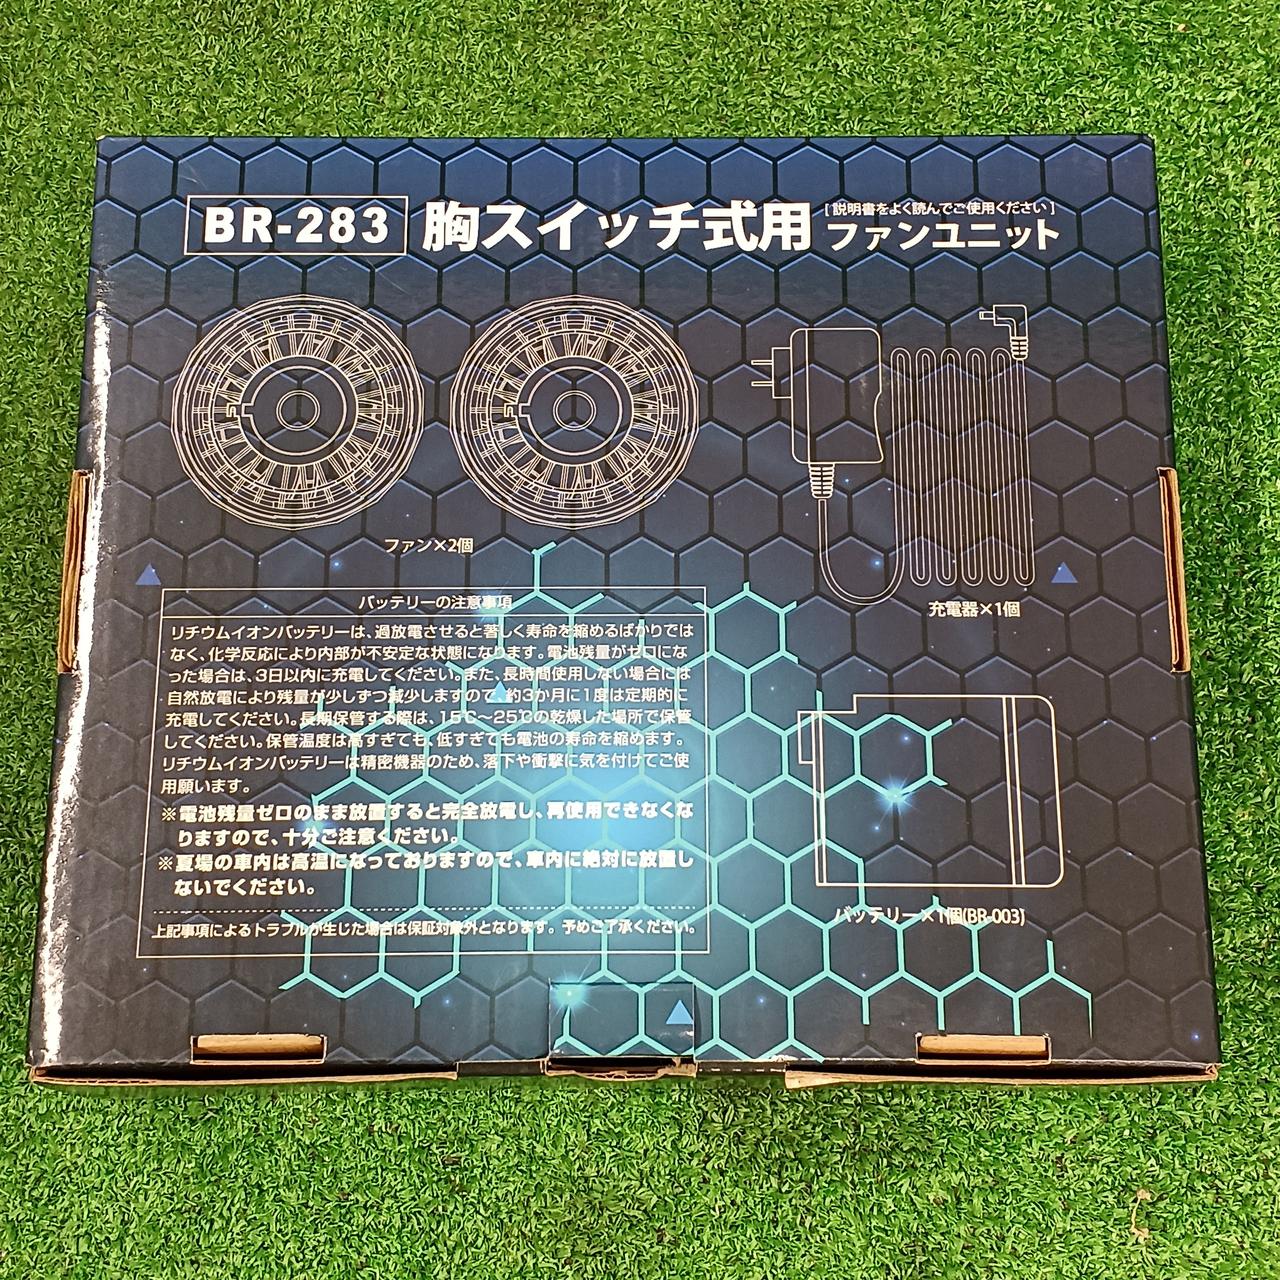 BR-283 胸スイッチ式用
[説明書をよく読んでご使用ください]
ファンユニット
ファン×2個
充電器×1個
バッテリーの注意事項
リチウムイオンバッテリーは、過放電させると著しく寿命を縮めるばかりでは
なく、化学反応により内部が不安定な状態になります。電池残量がゼロにな
った場合は、3日以内に充電してください。また、長時間使用しない場合には
自然放電により残量が少しずつ減少しますので、約3か月に1度は定期的に
充電してください。長期保管する際は、15℃～25℃の乾燥した場所で保管
してください。保管温度は高すぎても、低すぎても電池の寿命を縮めます。
リチウムイオンバッテリーは精密機器のため、落下や衝撃に気を付けてご使
用願います。
※電池残量ゼロのまま放置すると完全放電し、再使用できなくな
りますので、十分ご注意ください。
※夏場の車内は高温になっておりますので、車内に絶対に放置し
ないでください。
上記事項によるトラブルが生じた場合は保証対象外となります。予めご了承ください。
バッテリー×1個(BR-003)